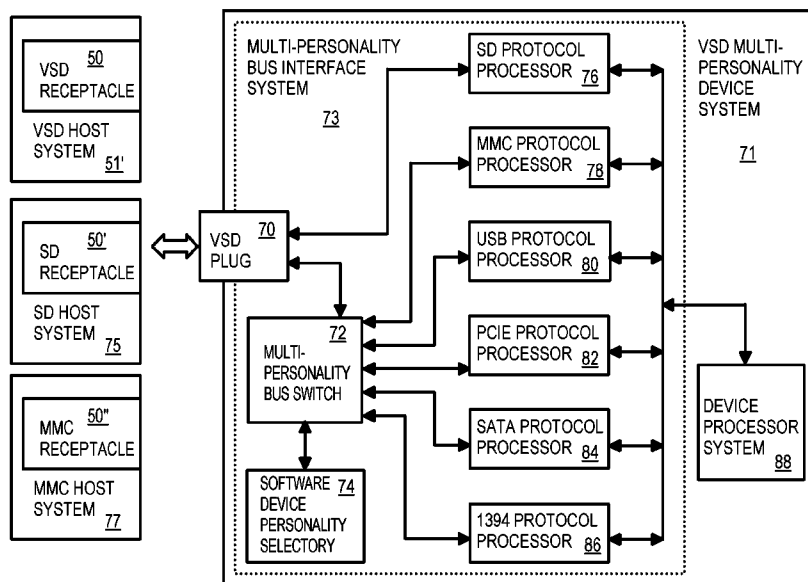 50
VSD
RECEPTACLE
VSD HOST
SYSTEM
51'
50'
SD
RECEPTACLE
SD HOST
SYSTEM
75
50"
MMC
RECEPTACLE
MMC HOST
SYSTEM
77
MULTI-PERSONALITY
BUS INTERFACE
SYSTEM
73
70
VSD
PLUG
72
MULTI-
PERSONALITY
BUS SWITCH
SOFTWARE
DEVICE 74
PERSONALITY
SELECTORY
SD PROTOCOL
PROCESSOR
76
MMC PROTOCOL
PROCESSOR
78
USB PROTOCOL
PROCESSOR
80
PCIE PROTOCOL
PROCESSOR
82
SATA PROTOCOL
PROCESSOR
84
1394 PROTOCOL
PROCESSOR
86
VSD MULTI-
PERSONALITY
DEVICE
SYSTEM
71
DEVICE
PROCESSOR
SYSTEM
88